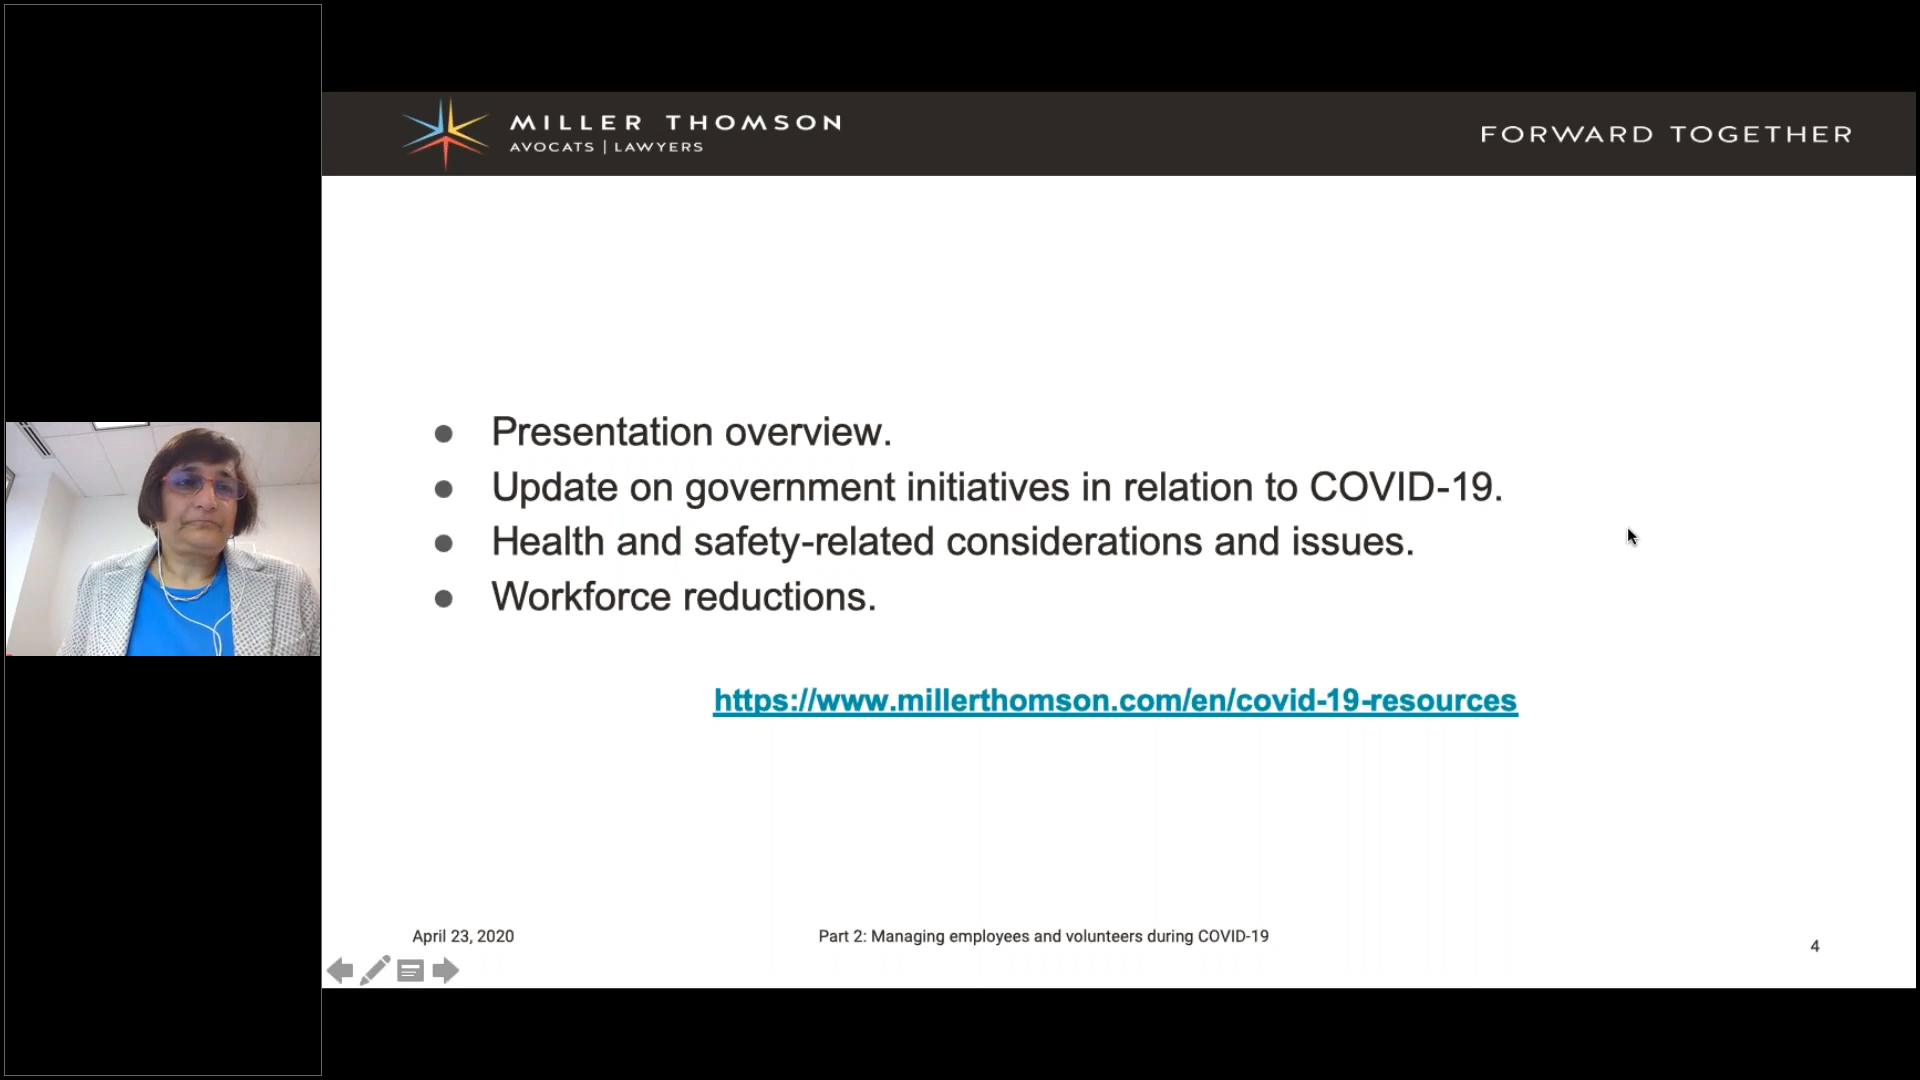 MILLER THOMSON
AVOCATS | LAWYERS
FORWARD TOGETHER
● Presentation overview.
● Update on government initiatives in relation to COVID-19.
● Health and safety-related considerations and issues.
● Workforce reductions.
https://www.millerthomson.com/en/covid-19-resources
April 23, 2020
Part 2: Managing employees and volunteers during COVID-19
4